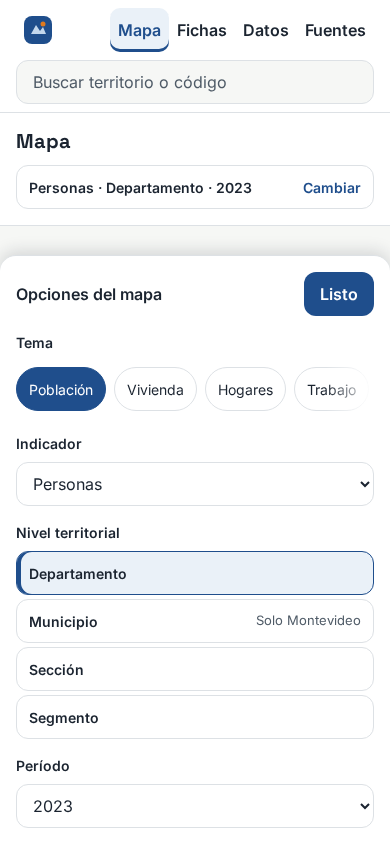 Mapa Fichas Datos Fuentes
Buscar territorio o código
Mapa
Personas · Departamento · 2023 Cambiar
Opciones del mapa Listo
Tema
Población Vivienda Hogares Trabajo
Indicador
Personas
Nivel territorial
Departamento
Municipio Solo Montevideo
Sección
Segmento
Período
2023